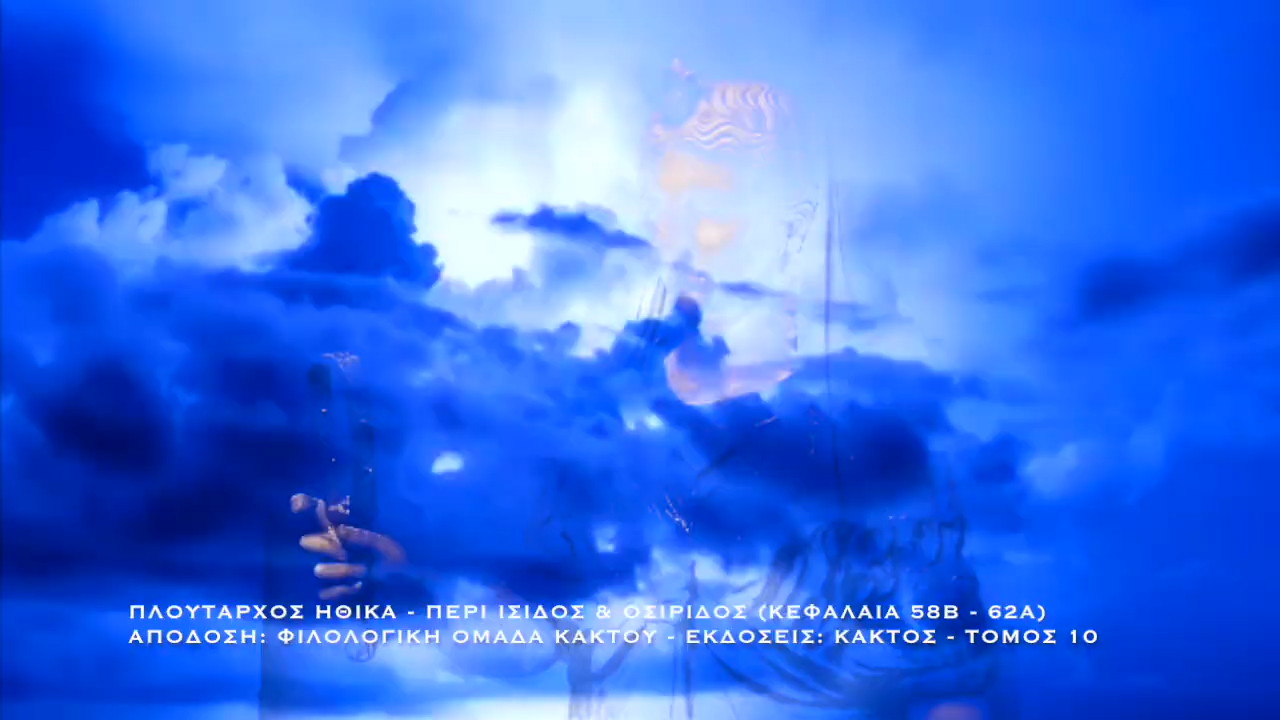 ΠΛΟΥΤΑΡΧΟΣ ΗΘΙΚΑ - ΠΕΡΙ ΙΣΙΔΟΣ & ΟΣΙΡΙΔΟΣ (ΚΕΦΑΛΑΙΑ 58Β - 62Α)
ΑΠΟΔΟΣΗ: ΦΙΛΟΛΟΓΙΚΗ ΟΜΑΔΑ ΚΑΚΤΟΥ - ΕΚΔΟΣΕΙΣ: ΚΑΚΤΟΣ - ΤΟΜΟΣ 10